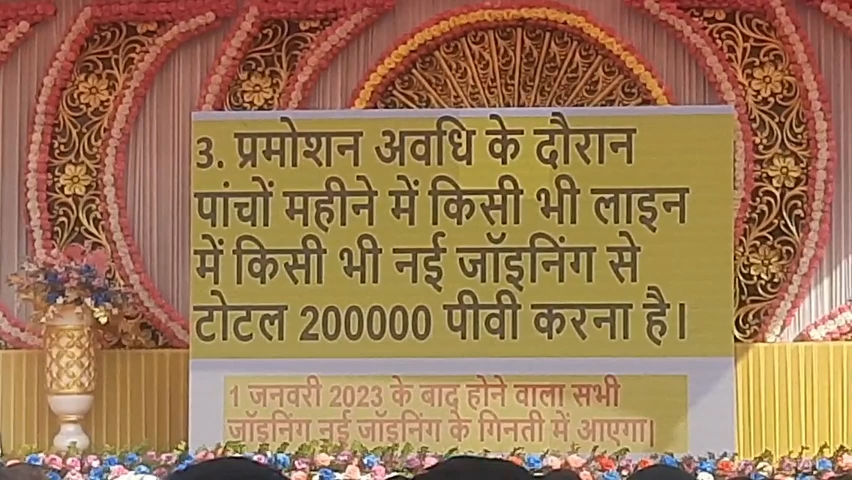 3. प्रमोशन अवधि के दौरान
पांचों महीने में किसी भी लाइन
में किसी भी नई जॉइनिंग से
टोटल 200000 पीवी करना है।
1 जनवरी 2023 के बाद होने वाला सभी
जॉइनिंग नई जॉइनिंग के गिनती में आएगा|